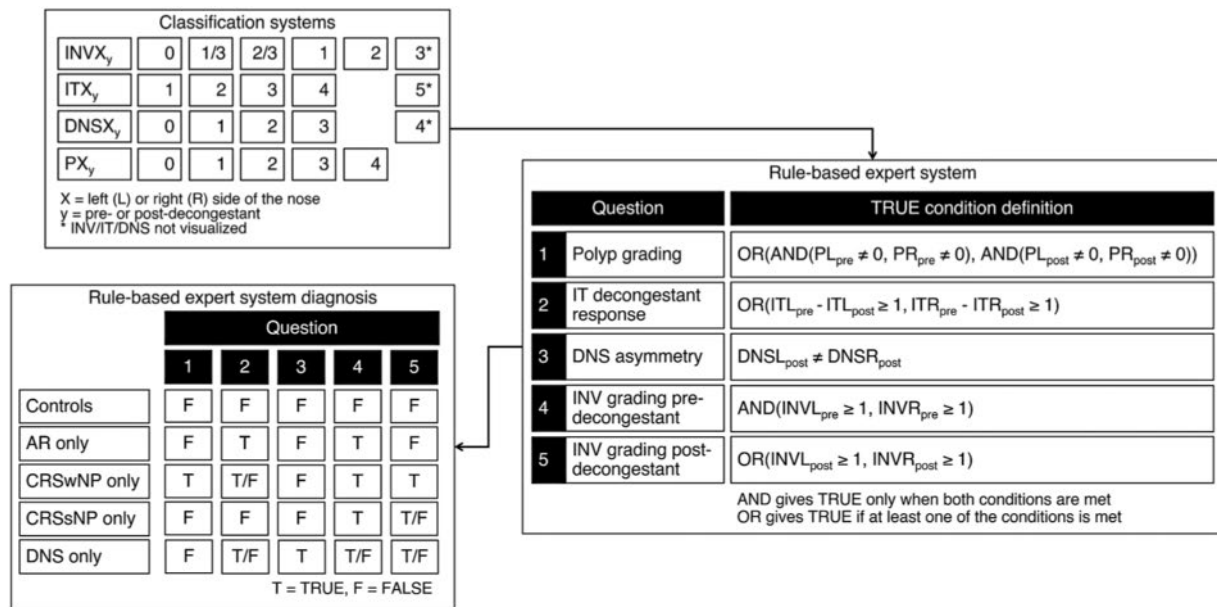 Classification systems
INVXy 0 1/3 2/3 1 2 3*
ITXy 1 2 3 4 5*
DNSXy 0 1 2 3 4*
PXy 0 1 2 3 4
X = left (L) or right (R) side of the nose
y = pre- or post-decongestant
* INV/IT/DNS not visualized
Rule-based expert system
Question TRUE condition definition
1 Polyp grading OR(AND(PLpre ≠ 0, PRpre ≠ 0), AND(PLpost ≠ 0, PRpost ≠ 0))
2 IT decongestant
response OR(ITLpre - ITLpost ≥ 1, ITRpre - ITRpost ≥ 1)
3 DNS asymmetry DNSLpost ≠ DNSRpost
4 INV grading pre-
decongestant AND(INVLpre ≥ 1, INVRpre ≥ 1)
5 INV grading post-
decongestant OR(INVLpost ≥ 1, INVRpost ≥ 1)
AND gives TRUE only when both conditions are met
OR gives TRUE if at least one of the conditions is met
Rule-based expert system diagnosis
Question
1 2 3 4 5
Controls F F F F F
AR only F T F T F
CRSwNP only T T/F F T T
CRSsNP only F F F T T/F
DNS only F T/F T T/F T/F
T = TRUE, F = FALSE